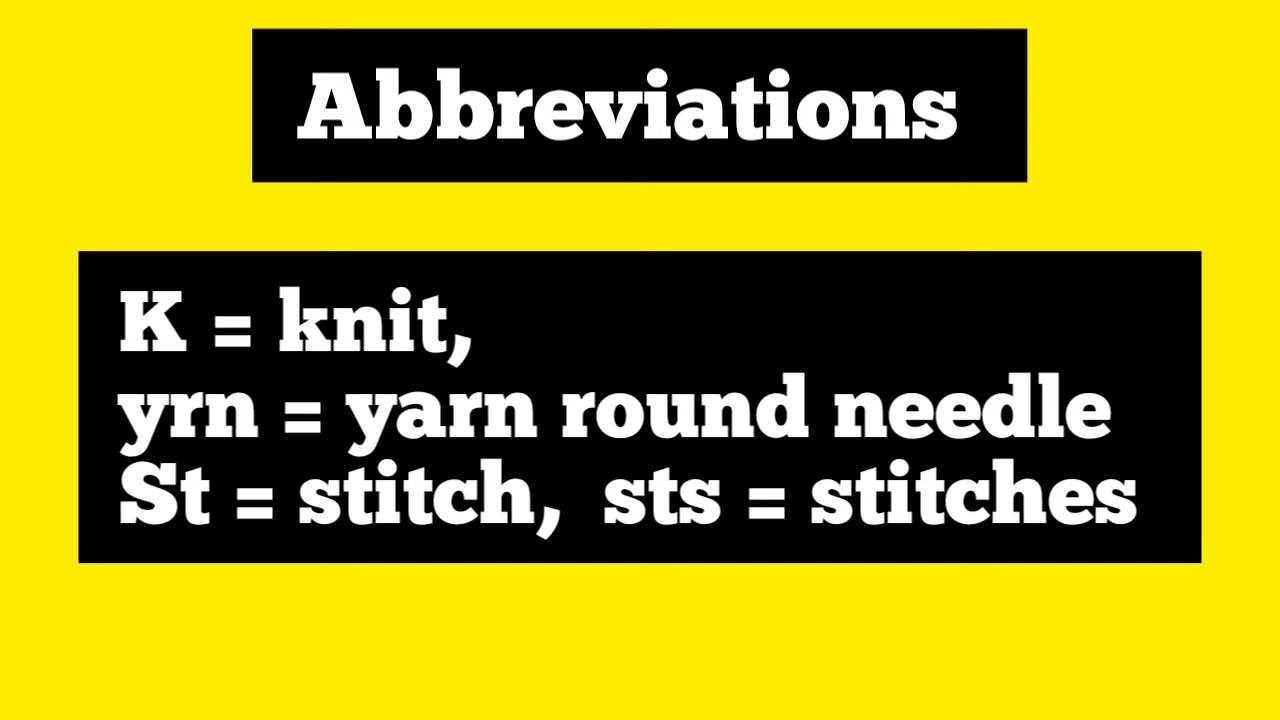 Abbreviations
K = knit,
yrn = yarn round needle
St = stitch, sts = stitches